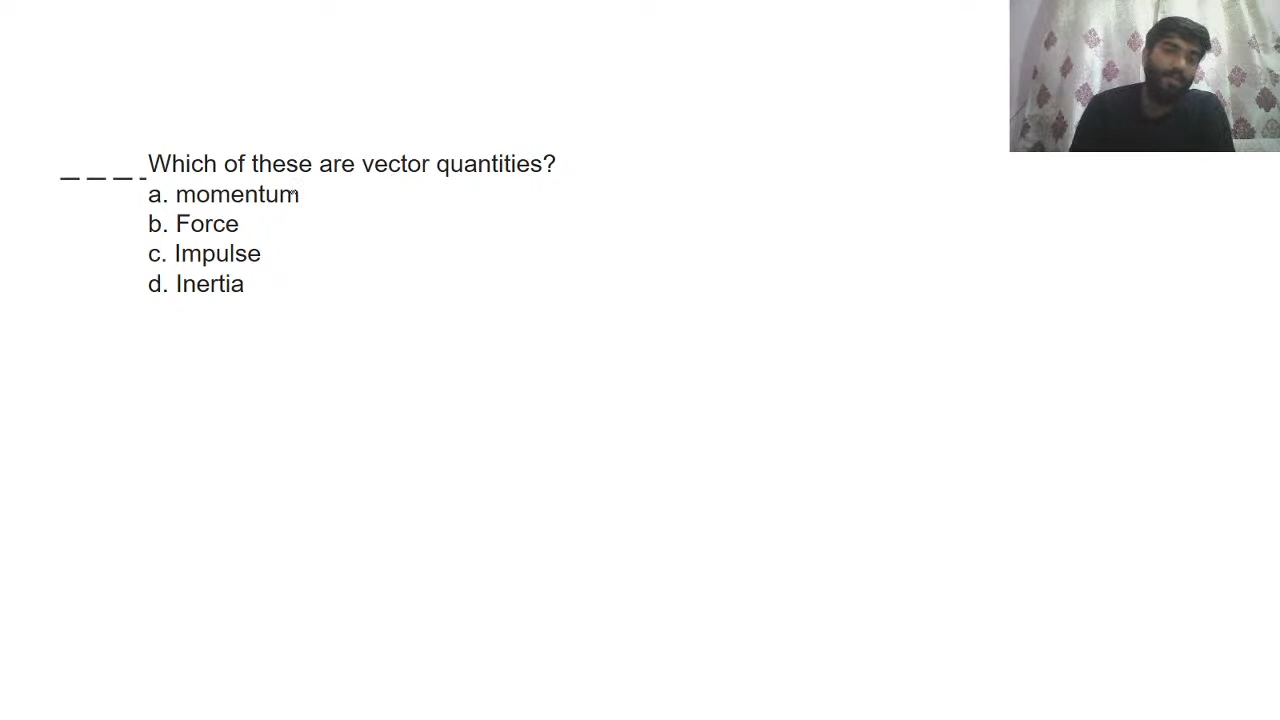 _ _ _ _ Which of these are vector quantities?
a. momentum
b. Force
c. Impulse
d. Inertia